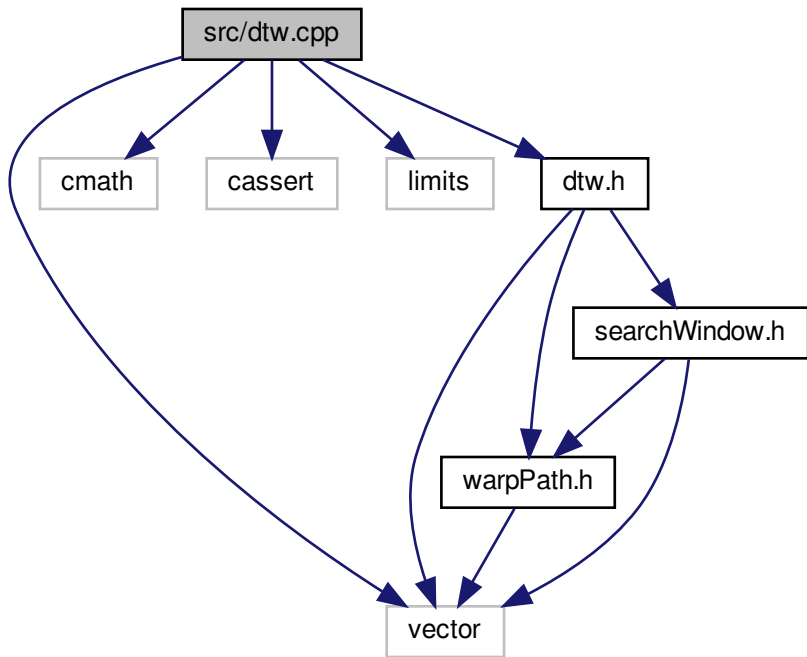 src/dtw.cpp
cmath
cassert
limits
dtw.h
searchWindow.h
warpPath.h
vector